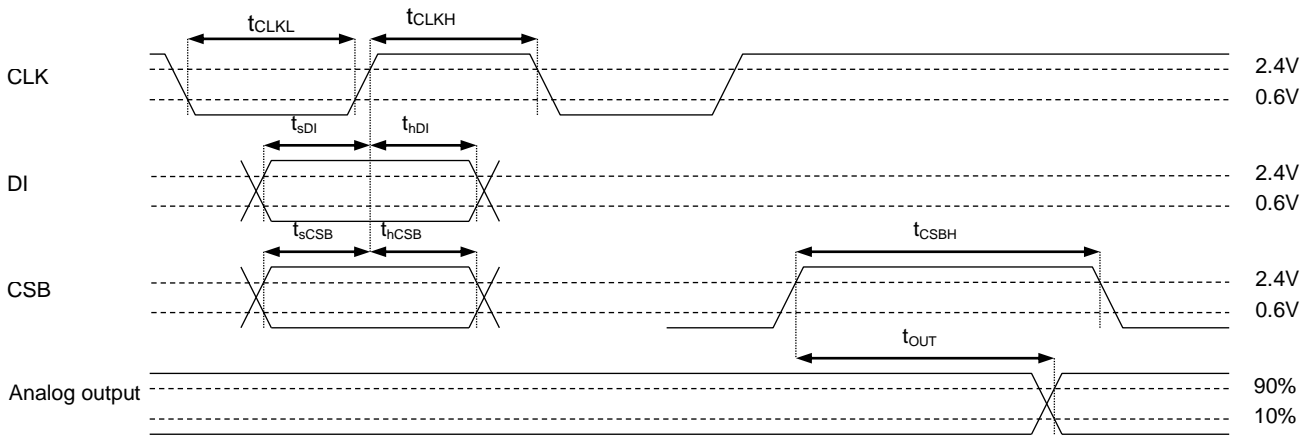 tCLKL
tCLKH
CLK
2.4V
0.6V
tsDI
thDI
DI
2.4V
0.6V
tsCSB
thCSB
tCSBH
CSB
2.4V
0.6V
tOUT
Analog output
90%
10%